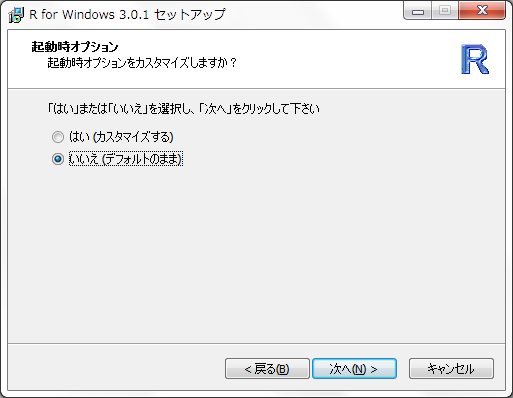 R for Windows 3.0.1 セットアップ
起動時オプション
起動時オプションをカスタマイズしますか？
R
「はい」または「いいえ」を選択し、「次へ」をクリックして下さい
はい (カスタマイズする)
いいえ (デフォルトのまま)
< 戻る(B)
次へ(N) >
キャンセル